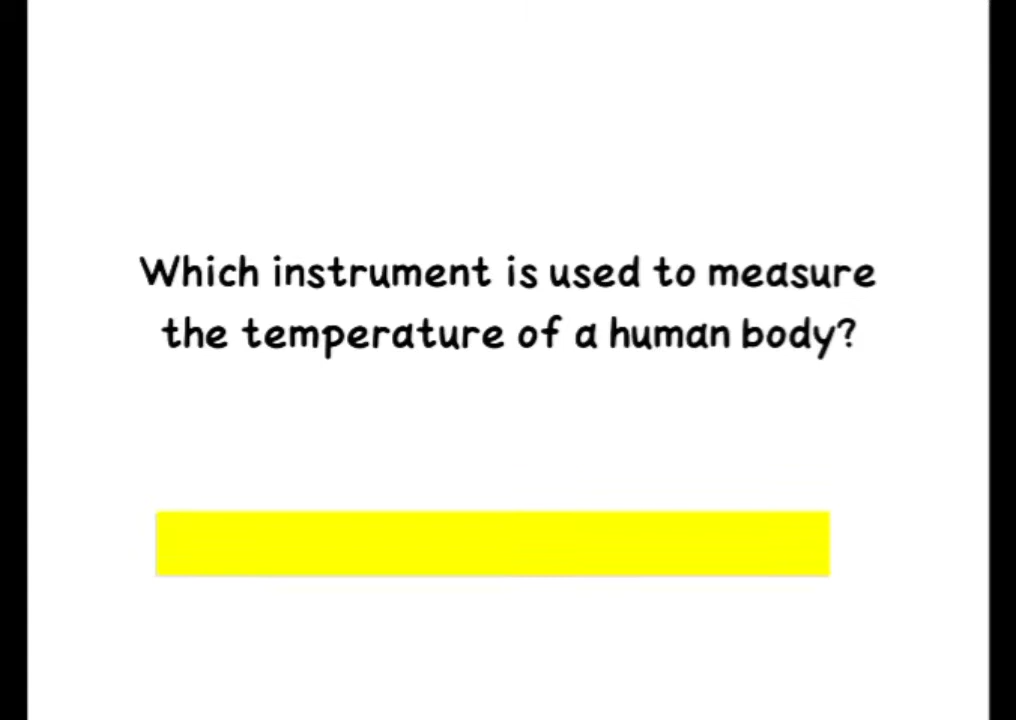 Which instrument is used to measure
the temperature of a human body?